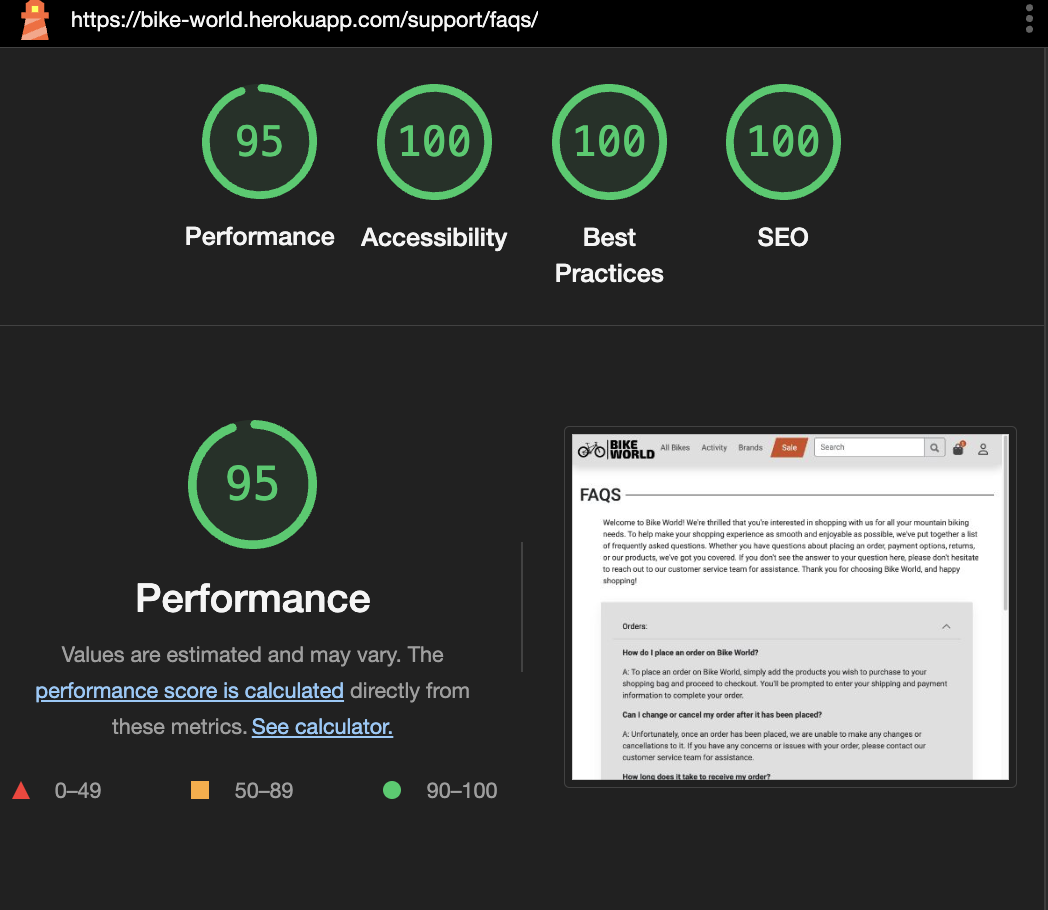 https://bike-world.herokuapp.com/support/faqs/
95
100
100
100
Performance
Accessibility
Best
Practices
SEO
95
Performance
Values are estimated and may vary. The
performance score is calculated directly from
these metrics. See calculator.
0–49
50–89
90–100
BIKE
WORLD
All Bikes
Activity
Brands
Sale
Search
FAQS
Welcome to Bike World! We're thrilled that you're interested in shopping with us for all your mountain biking
needs. To help make your shopping experience as smooth and enjoyable as possible, we've put together a list
of frequently asked questions. Whether you have questions about placing an order, payment options, returns,
or our products, we've got you covered. If you don't see the answer to your question here, please don't hesitate
to reach out to our customer service team for assistance. Thank you for choosing Bike World, and happy
shopping!
Orders:
How do I place an order on Bike World?
A: To place an order on Bike World, simply add the products you wish to purchase to your
shopping bag and proceed to checkout. You'll be prompted to enter your shipping and payment
information to complete your order.
Can I change or cancel my order after it has been placed?
A: Unfortunately, once an order has been placed, we are unable to make any changes or
cancellations to it. If you have any concerns or issues with your order, please contact our
customer service team for assistance.
How long does it take to receive my order?